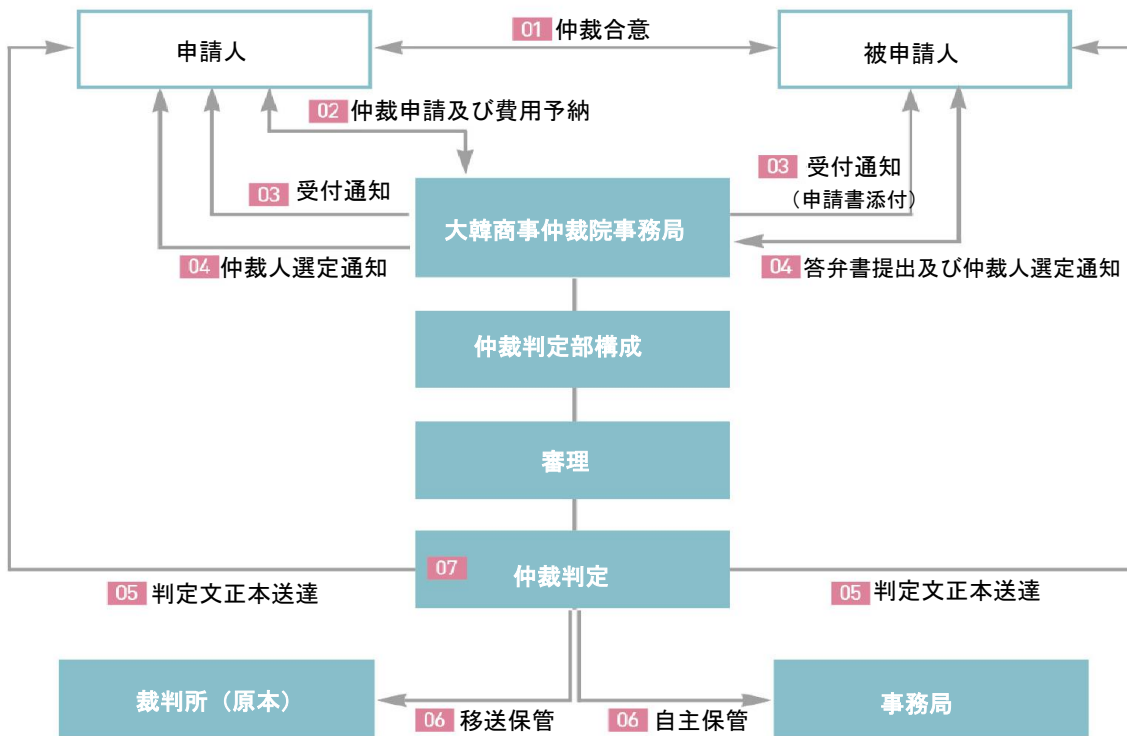 01 仲裁合意
申請人
被申請人
02 仲裁申請及び費用予納
03 受付通知
03 受付通知
（申請書添付）
大韓商事仲裁院事務局
04 仲裁人選定通知
04 答弁書提出及び仲裁人選定通知
仲裁判定部構成
審理
07 仲裁判定
05 判定文正本送達
05 判定文正本送達
裁判所（原本）
事務局
06 移送保管
06 自主保管